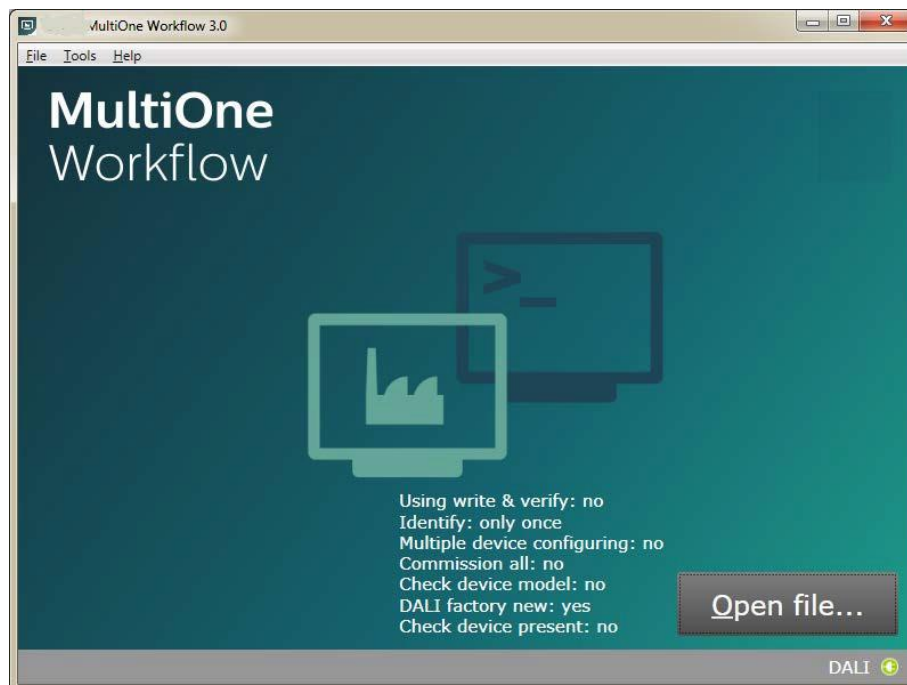 MultiOne Workflow 3.0
File Tools Help
MultiOne
Workflow
>_
Using write & verify: no
Identify: only once
Multiple device configuring: no
Commission all: no
Check device model: no
DALI factory new: yes
Check device present: no
Open file...
DALI